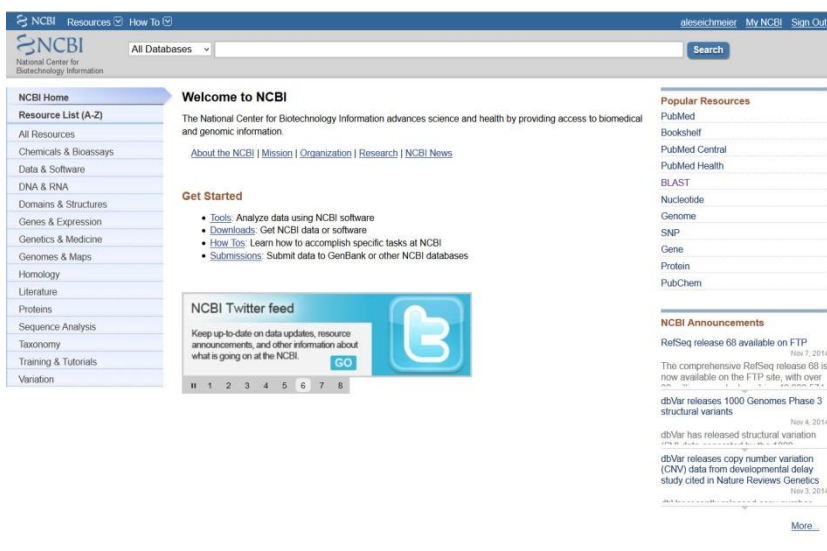 NCBI Resources How To
aleseichmeier My NCBI Sign Out
NCBI
National Center for
Biotechnology Information
All Databases
Search
NCBI Home
Resource List (A-Z)
All Resources
Chemicals & Bioassays
Data & Software
DNA & RNA
Domains & Structures
Genes & Expression
Genetics & Medicine
Genomes & Maps
Homology
Literature
Proteins
Sequence Analysis
Taxonomy
Training & Tutorials
Variation
Welcome to NCBI
The National Center for Biotechnology Information advances science and health by providing access to biomedical
and genomic information.
About the NCBI | Mission | Organization | Research | NCBI News
Get Started
• Tools: Analyze data using NCBI software
• Downloads: Get NCBI data or software
• How Tos: Learn how to accomplish specific tasks at NCBI
• Submissions: Submit data to GenBank or other NCBI databases
NCBI Twitter feed
Keep up-to-date on data updates, resource
announcements, and other information about
what is going on at the NCBI.
GO
1 2 3 4 5 6 7 8
Popular Resources
PubMed
Bookshelf
PubMed Central
PubMed Health
BLAST
Nucleotide
Genome
SNP
Gene
Protein
PubChem
NCBI Announcements
RefSeq release 68 available on FTP
Nov 7, 2014
The comprehensive RefSeq release 68 is
now available on the FTP site, with over
dbVar releases 1000 Genomes Phase 3
structural variants
Nov 4, 2014
dbVar has released structural variation
dbVar releases copy number variation
(CNV) data from developmental delay
study cited in Nature Reviews Genetics
Nov 3, 2014
More...